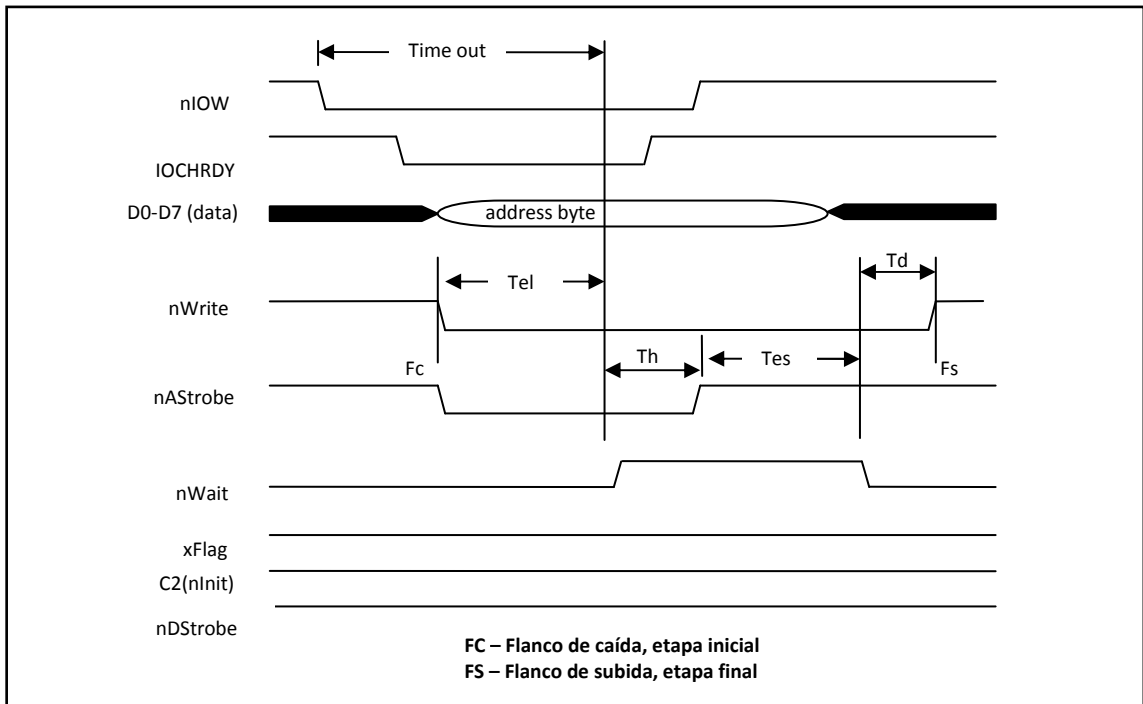 Time out
nIOW
IOCHRDY
D0-D7 (data)
address byte
Td
Tel
nWrite
Th
Tes
Fc
Fs
nAStrobe
nWait
xFlag
C2(nInit)
nDStrobe
FC – Flanco de caída, etapa inicial
FS – Flanco de subida, etapa final